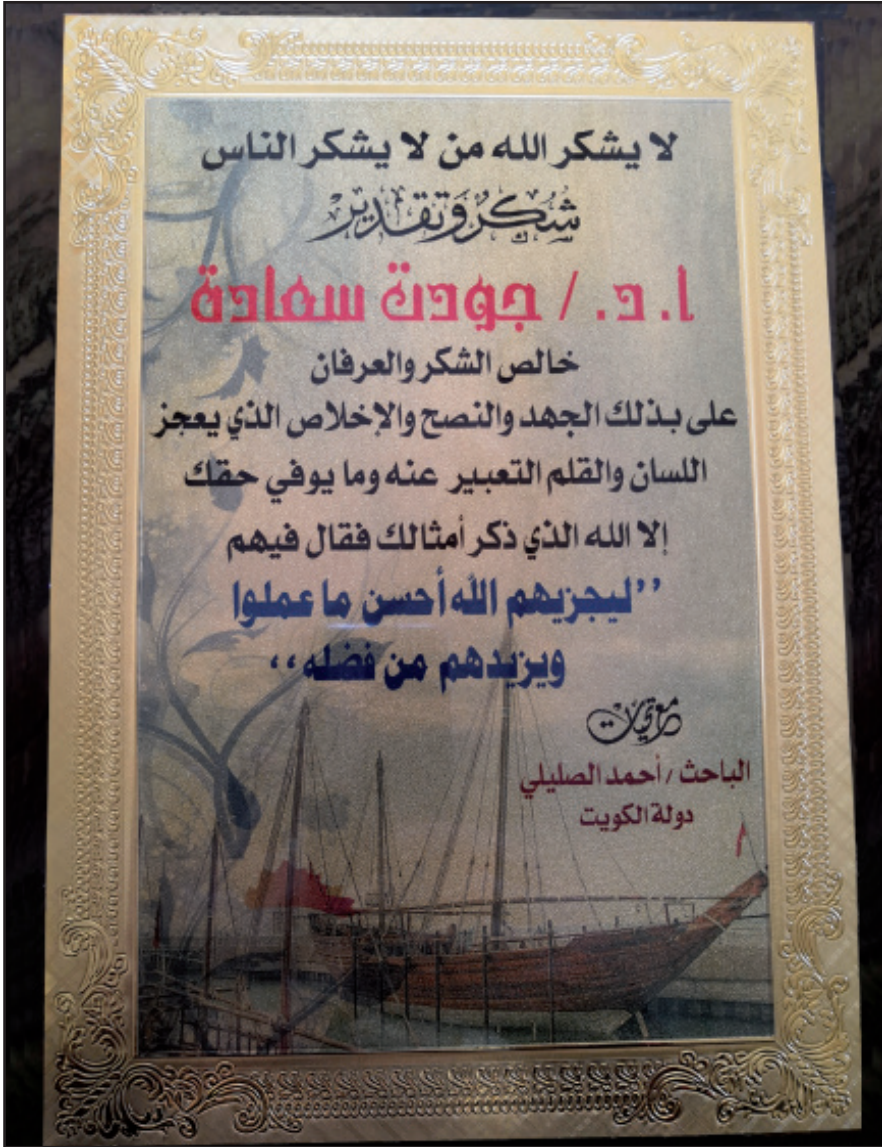 لا يشكر الله من لا يشكر الناس
شكر وتقدير
ا. د. / جودت سعادة
خالص الشكر والعرفان
على بذلك الجهد والنصح والإخلاص الذي يعجز
اللسان والقلم التعبير عنه وما يوفي حقك
إلا الله الذي ذكر أمثالك فقال فيهم
,,ليجزيهم الله أحسن ما عملوا
ويزيدهم من فضله،،
مع تحيات
الباحث / أحمد الصليلي
دولة الكويت